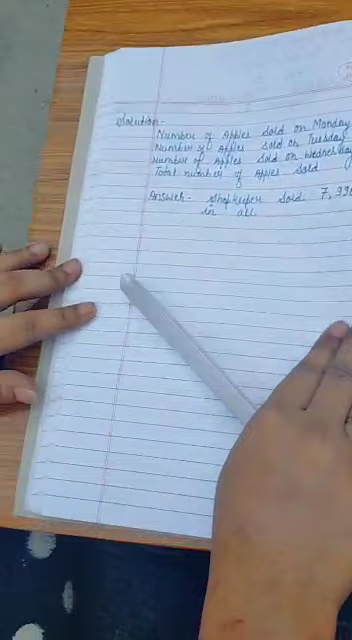 Solution -
Number of Apples Sold on Monday
Number of Apples Sold on Tuesday
Number of Apples Sold on Wednesday
Total number of Apples Sold
Answer - Shopkeeper Sold 7,990
in all